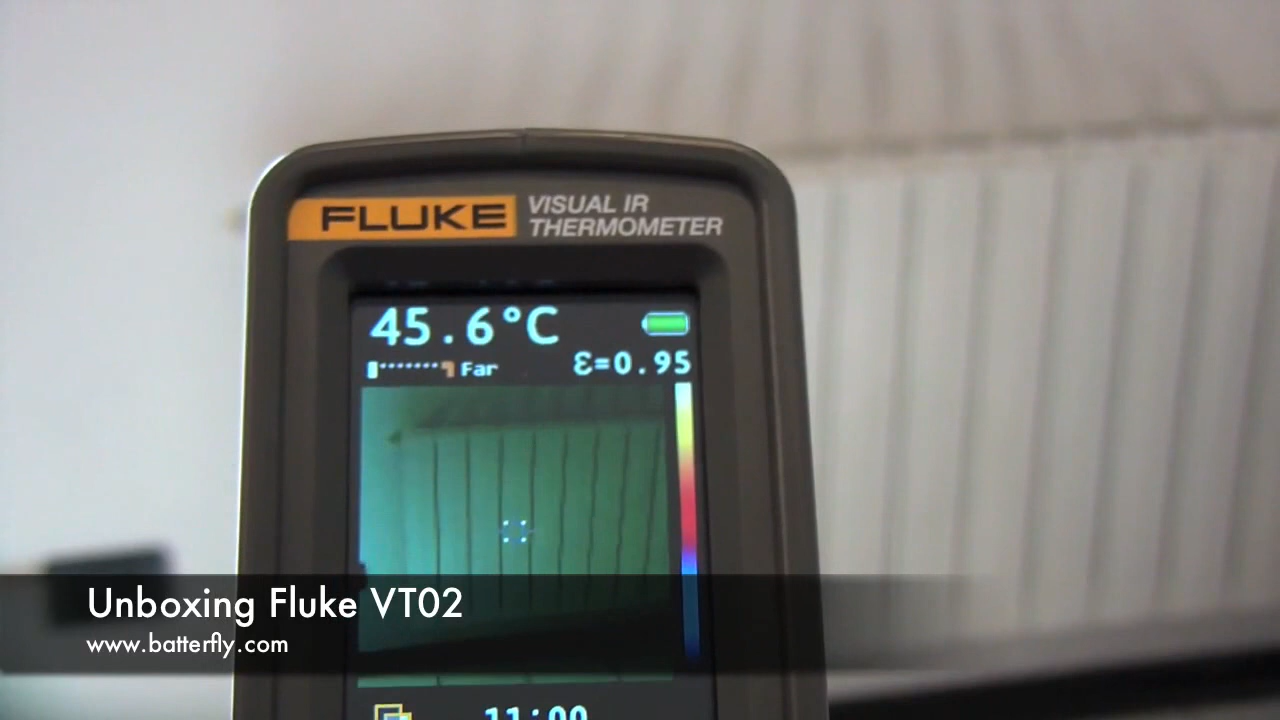 FLUKE
VISUAL IR
THERMOMETER
45.6°C
Far
ε=0.95
11:00
Unboxing Fluke VT02
www.batterfly.com